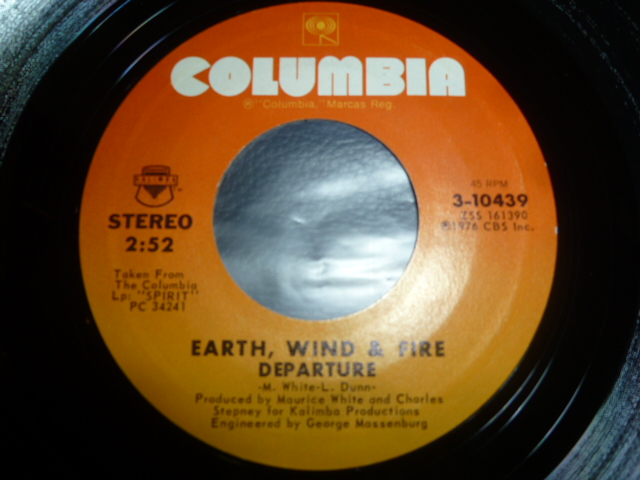 COLUMBIA
® "Columbia," Marcas Reg.
KALIMBA
STEREO
2:52
Taken From
The Columbia
Lp: "SPIRIT"
PC 34241
45 RPM
3-10439
ZSS 161390
℗1976 CBS Inc.
EARTH, WIND & FIRE
DEPARTURE
-M. White-L. Dunn-
Produced by Maurice White and Charles
Stepney for Kalimba Productions
Engineered by George Massenburg